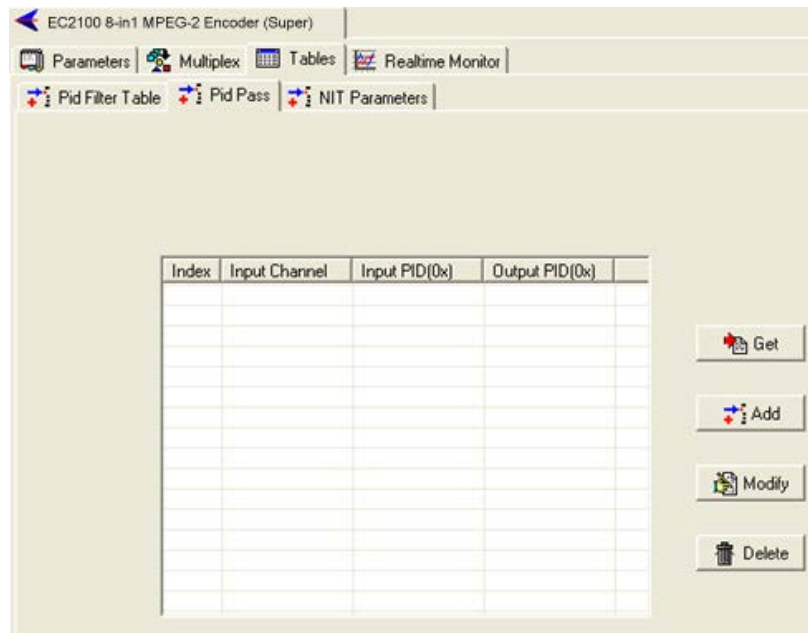 EC2100 8-in1 MPEG-2 Encoder (Super)
Parameters Multiplex Tables Realtime Monitor
Pid Filter Table Pid Pass NIT Parameters
Index Input Channel Input PID(0x) Output PID(0x)
Get
Add
Modify
Delete